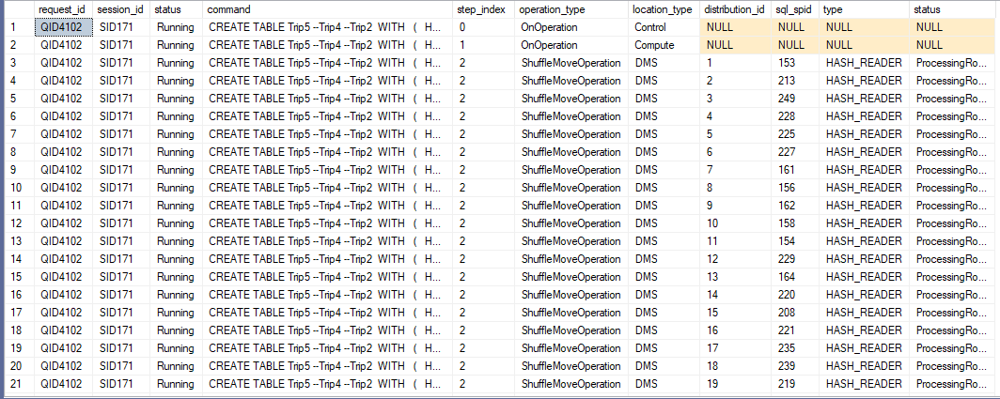 request_id session_id status command step_index operation_type location_type distribution_id sql_spid type status
1 QID4102 SID171 Running CREATE TABLE Trip5 --Trip4 --Trip2 WITH ( H... 0 OnOperation Control NULL NULL NULL NULL
2 QID4102 SID171 Running CREATE TABLE Trip5 --Trip4 --Trip2 WITH ( H... 1 OnOperation Compute NULL NULL NULL NULL
3 QID4102 SID171 Running CREATE TABLE Trip5 --Trip4 --Trip2 WITH ( H... 2 ShuffleMoveOperation DMS 1 153 HASH_READER ProcessingRo...
4 QID4102 SID171 Running CREATE TABLE Trip5 --Trip4 --Trip2 WITH ( H... 2 ShuffleMoveOperation DMS 2 213 HASH_READER ProcessingRo...
5 QID4102 SID171 Running CREATE TABLE Trip5 --Trip4 --Trip2 WITH ( H... 2 ShuffleMoveOperation DMS 3 249 HASH_READER ProcessingRo...
6 QID4102 SID171 Running CREATE TABLE Trip5 --Trip4 --Trip2 WITH ( H... 2 ShuffleMoveOperation DMS 4 228 HASH_READER ProcessingRo...
7 QID4102 SID171 Running CREATE TABLE Trip5 --Trip4 --Trip2 WITH ( H... 2 ShuffleMoveOperation DMS 5 225 HASH_READER ProcessingRo...
8 QID4102 SID171 Running CREATE TABLE Trip5 --Trip4 --Trip2 WITH ( H... 2 ShuffleMoveOperation DMS 6 227 HASH_READER ProcessingRo...
9 QID4102 SID171 Running CREATE TABLE Trip5 --Trip4 --Trip2 WITH ( H... 2 ShuffleMoveOperation DMS 7 161 HASH_READER ProcessingRo...
10 QID4102 SID171 Running CREATE TABLE Trip5 --Trip4 --Trip2 WITH ( H... 2 ShuffleMoveOperation DMS 8 156 HASH_READER ProcessingRo...
11 QID4102 SID171 Running CREATE TABLE Trip5 --Trip4 --Trip2 WITH ( H... 2 ShuffleMoveOperation DMS 9 162 HASH_READER ProcessingRo...
12 QID4102 SID171 Running CREATE TABLE Trip5 --Trip4 --Trip2 WITH ( H... 2 ShuffleMoveOperation DMS 10 158 HASH_READER ProcessingRo...
13 QID4102 SID171 Running CREATE TABLE Trip5 --Trip4 --Trip2 WITH ( H... 2 ShuffleMoveOperation DMS 11 154 HASH_READER ProcessingRo...
14 QID4102 SID171 Running CREATE TABLE Trip5 --Trip4 --Trip2 WITH ( H... 2 ShuffleMoveOperation DMS 12 229 HASH_READER ProcessingRo...
15 QID4102 SID171 Running CREATE TABLE Trip5 --Trip4 --Trip2 WITH ( H... 2 ShuffleMoveOperation DMS 13 164 HASH_READER ProcessingRo...
16 QID4102 SID171 Running CREATE TABLE Trip5 --Trip4 --Trip2 WITH ( H... 2 ShuffleMoveOperation DMS 14 220 HASH_READER ProcessingRo...
17 QID4102 SID171 Running CREATE TABLE Trip5 --Trip4 --Trip2 WITH ( H... 2 ShuffleMoveOperation DMS 15 208 HASH_READER ProcessingRo...
18 QID4102 SID171 Running CREATE TABLE Trip5 --Trip4 --Trip2 WITH ( H... 2 ShuffleMoveOperation DMS 16 221 HASH_READER ProcessingRo...
19 QID4102 SID171 Running CREATE TABLE Trip5 --Trip4 --Trip2 WITH ( H... 2 ShuffleMoveOperation DMS 17 235 HASH_READER ProcessingRo...
20 QID4102 SID171 Running CREATE TABLE Trip5 --Trip4 --Trip2 WITH ( H... 2 ShuffleMoveOperation DMS 18 239 HASH_READER ProcessingRo...
21 QID4102 SID171 Running CREATE TABLE Trip5 --Trip4 --Trip2 WITH ( H... 2 ShuffleMoveOperation DMS 19 219 HASH_READER ProcessingRo...